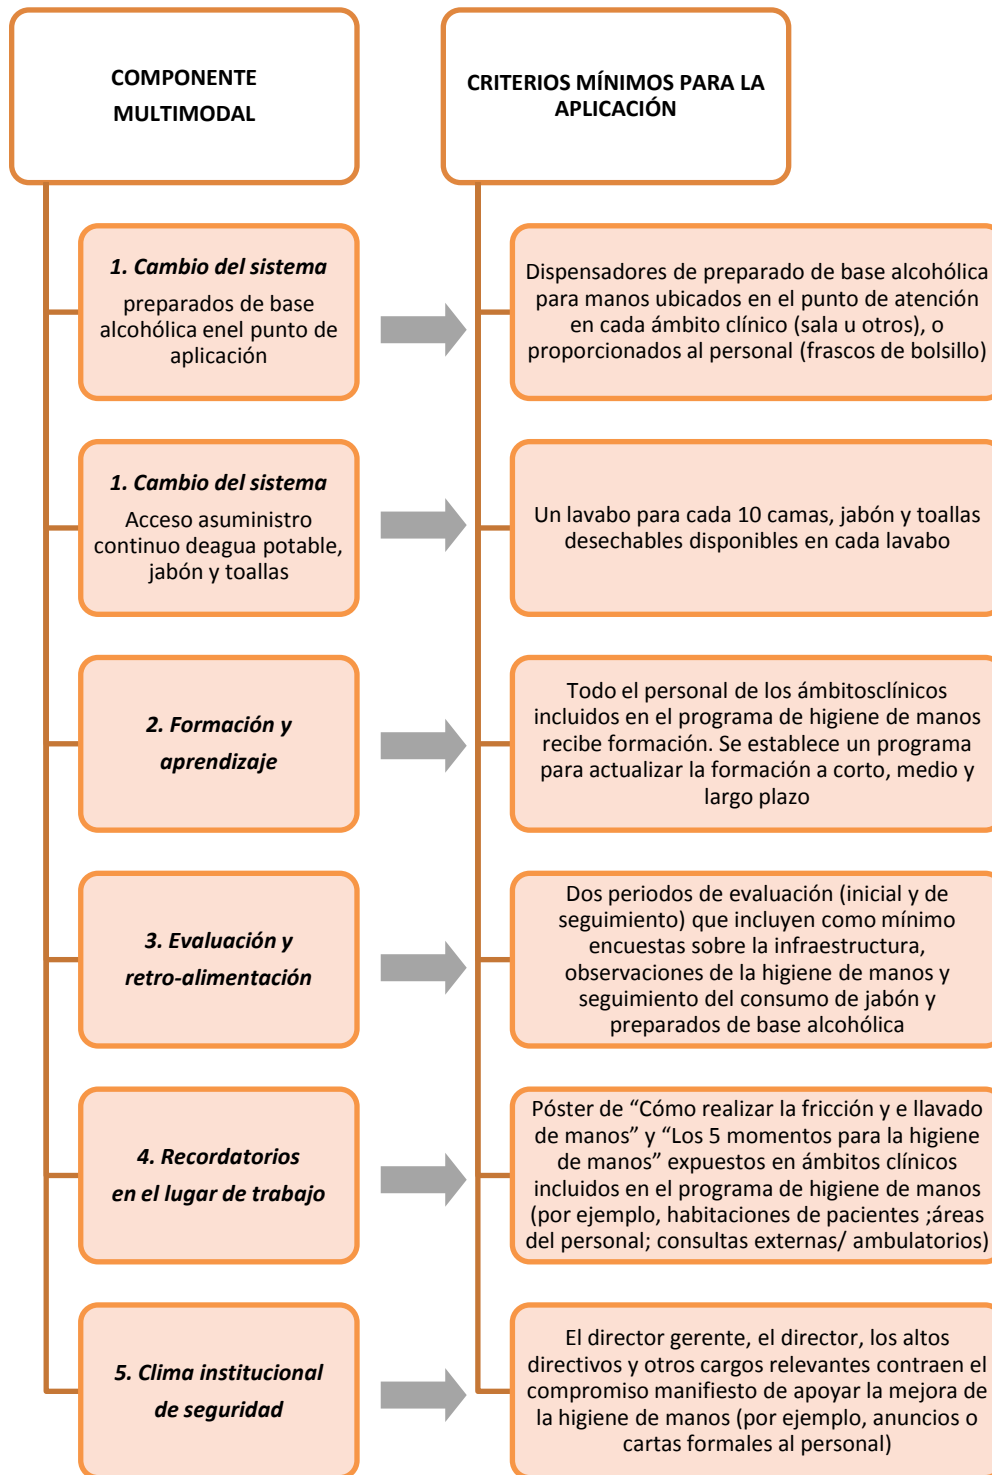 COMPONENTE
MULTIMODAL
CRITERIOS MÍNIMOS PARA LA
APLICACIÓN
1. Cambio del sistema
preparados de base
alcohólica enel punto de
aplicación
Dispensadores de preparado de base alcohólica
para manos ubicados en el punto de atención
en cada ámbito clínico (sala u otros), o
proporcionados al personal (frascos de bolsillo)
1. Cambio del sistema
Acceso asuministro
continuo deagua potable,
jabón y toallas
Un lavabo para cada 10 camas, jabón y toallas
desechables disponibles en cada lavabo
2. Formación y
aprendizaje
Todo el personal de los ámbitosclínicos
incluidos en el programa de higiene de manos
recibe formación. Se establece un programa
para actualizar la formación a corto, medio y
largo plazo
3. Evaluación y
retro-alimentación
Dos periodos de evaluación (inicial y de
seguimiento) que incluyen como mínimo
encuestas sobre la infraestructura,
observaciones de la higiene de manos y
seguimiento del consumo de jabón y
preparados de base alcohólica
4. Recordatorios
en el lugar de trabajo
Póster de “Cómo realizar la fricción y e llavado
de manos” y “Los 5 momentos para la higiene
de manos” expuestos en ámbitos clínicos
incluidos en el programa de higiene de manos
(por ejemplo, habitaciones de pacientes ;áreas
del personal; consultas externas/ ambulatorios)
5. Clima institucional
de seguridad
El director gerente, el director, los altos
directivos y otros cargos relevantes contraen el
compromiso manifiesto de apoyar la mejora de
la higiene de manos (por ejemplo, anuncios o
cartas formales al personal)